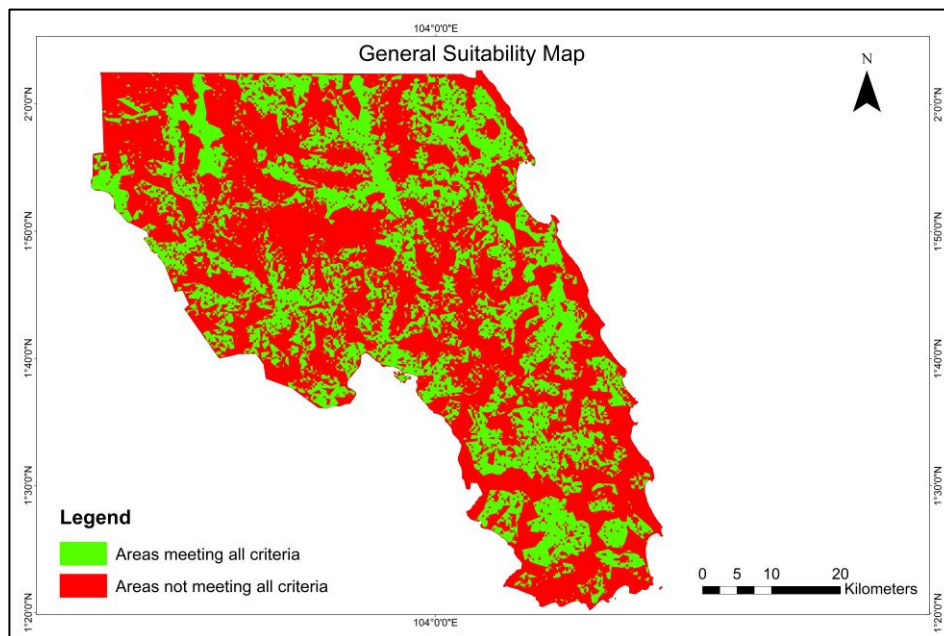 104°0'0"E
General Suitability Map
N
2°0'0"N
2°0'0"N
1°50'0"N
1°50'0"N
1°40'0"N
1°40'0"N
1°30'0"N
1°30'0"N
Legend
Areas meeting all criteria
Areas not meeting all criteria
0 5 10 20
Kilometers
1°20'0"N
1°20'0"N
104°0'0"E